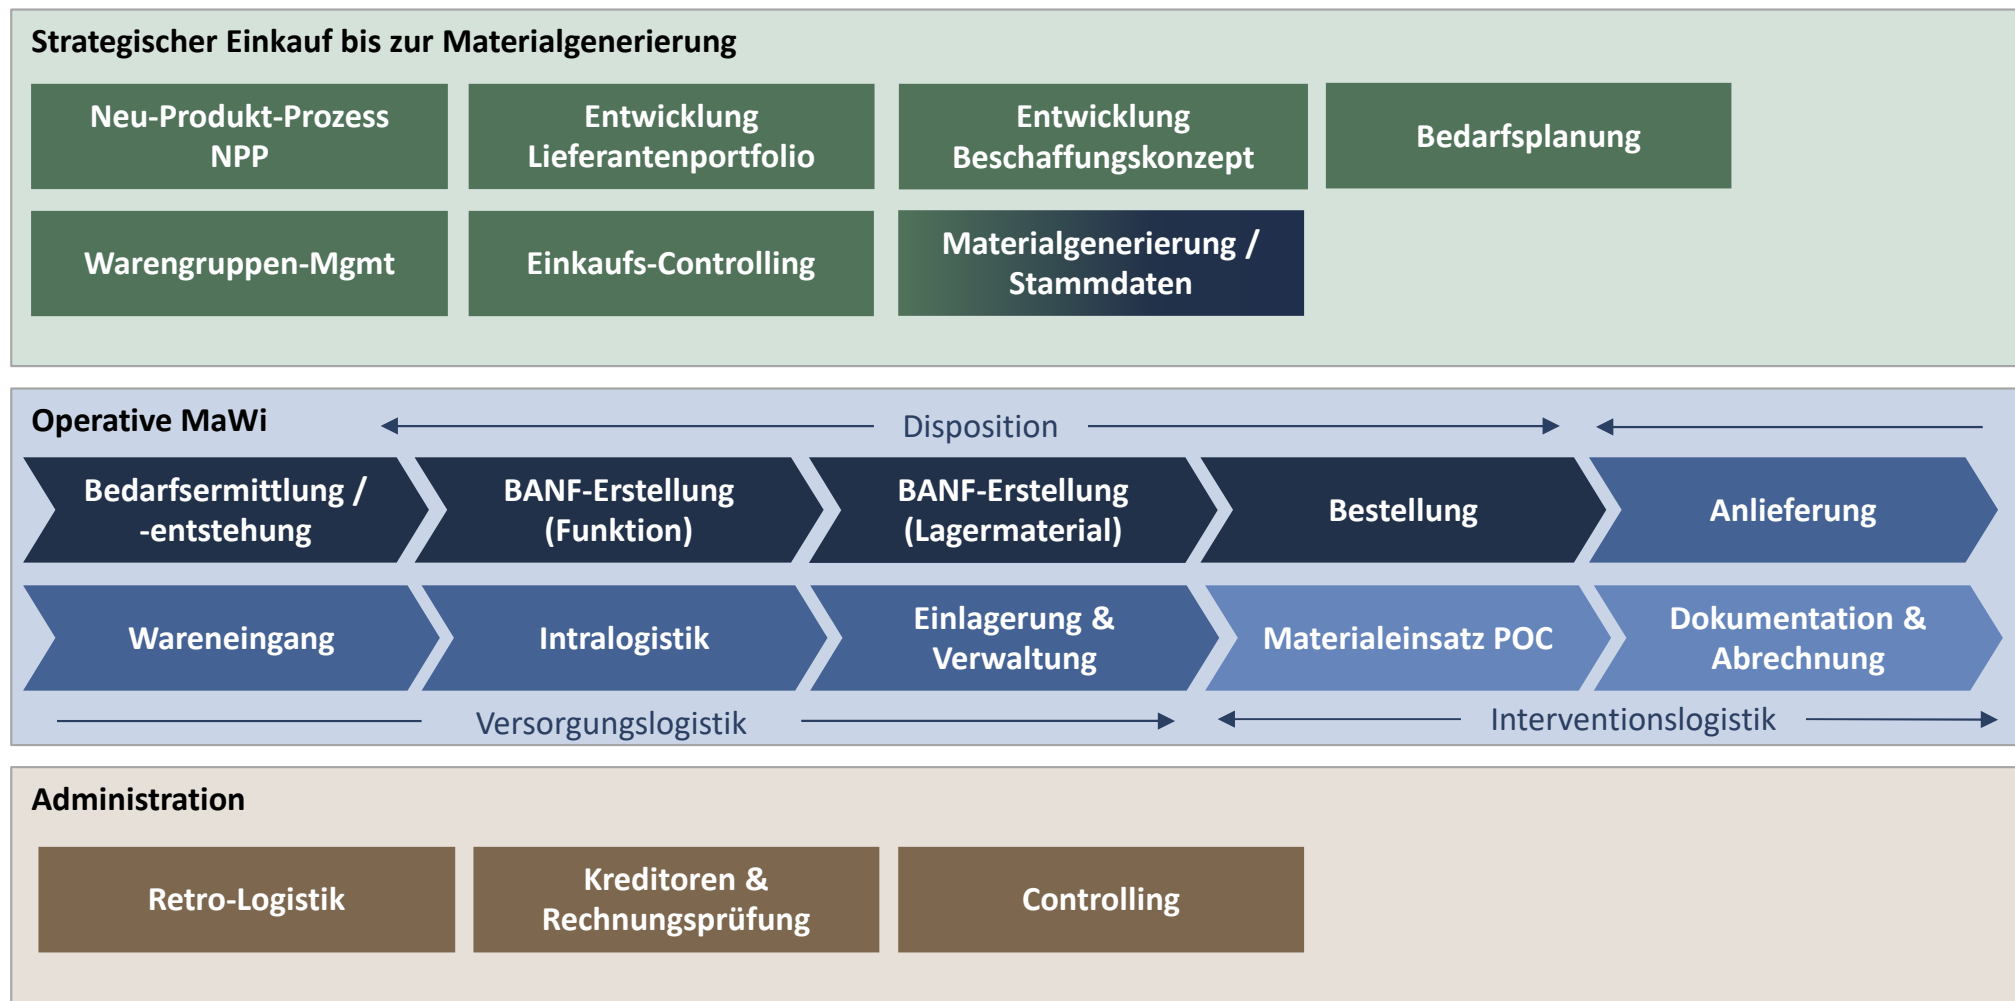 Strategischer Einkauf bis zur Materialgenerierung
Neu-Produkt-Prozess
NPP
Entwicklung
Lieferantenportfolio
Entwicklung
Beschaffungskonzept
Bedarfsplanung
Warengruppen-Mgmt
Einkaufs-Controlling
Materialgenerierung /
Stammdaten
Operative MaWi
Disposition
Bedarfsermittlung /
-entstehung
BANF-Erstellung
(Funktion)
BANF-Erstellung
(Lagermaterial)
Bestellung
Anlieferung
Wareneingang
Intralogistik
Einlagerung &
Verwaltung
Materialeinsatz POC
Dokumentation &
Abrechnung
Versorgungslogistik
Interventionslogistik
Administration
Retro-Logistik
Kreditoren &
Rechnungsprüfung
Controlling